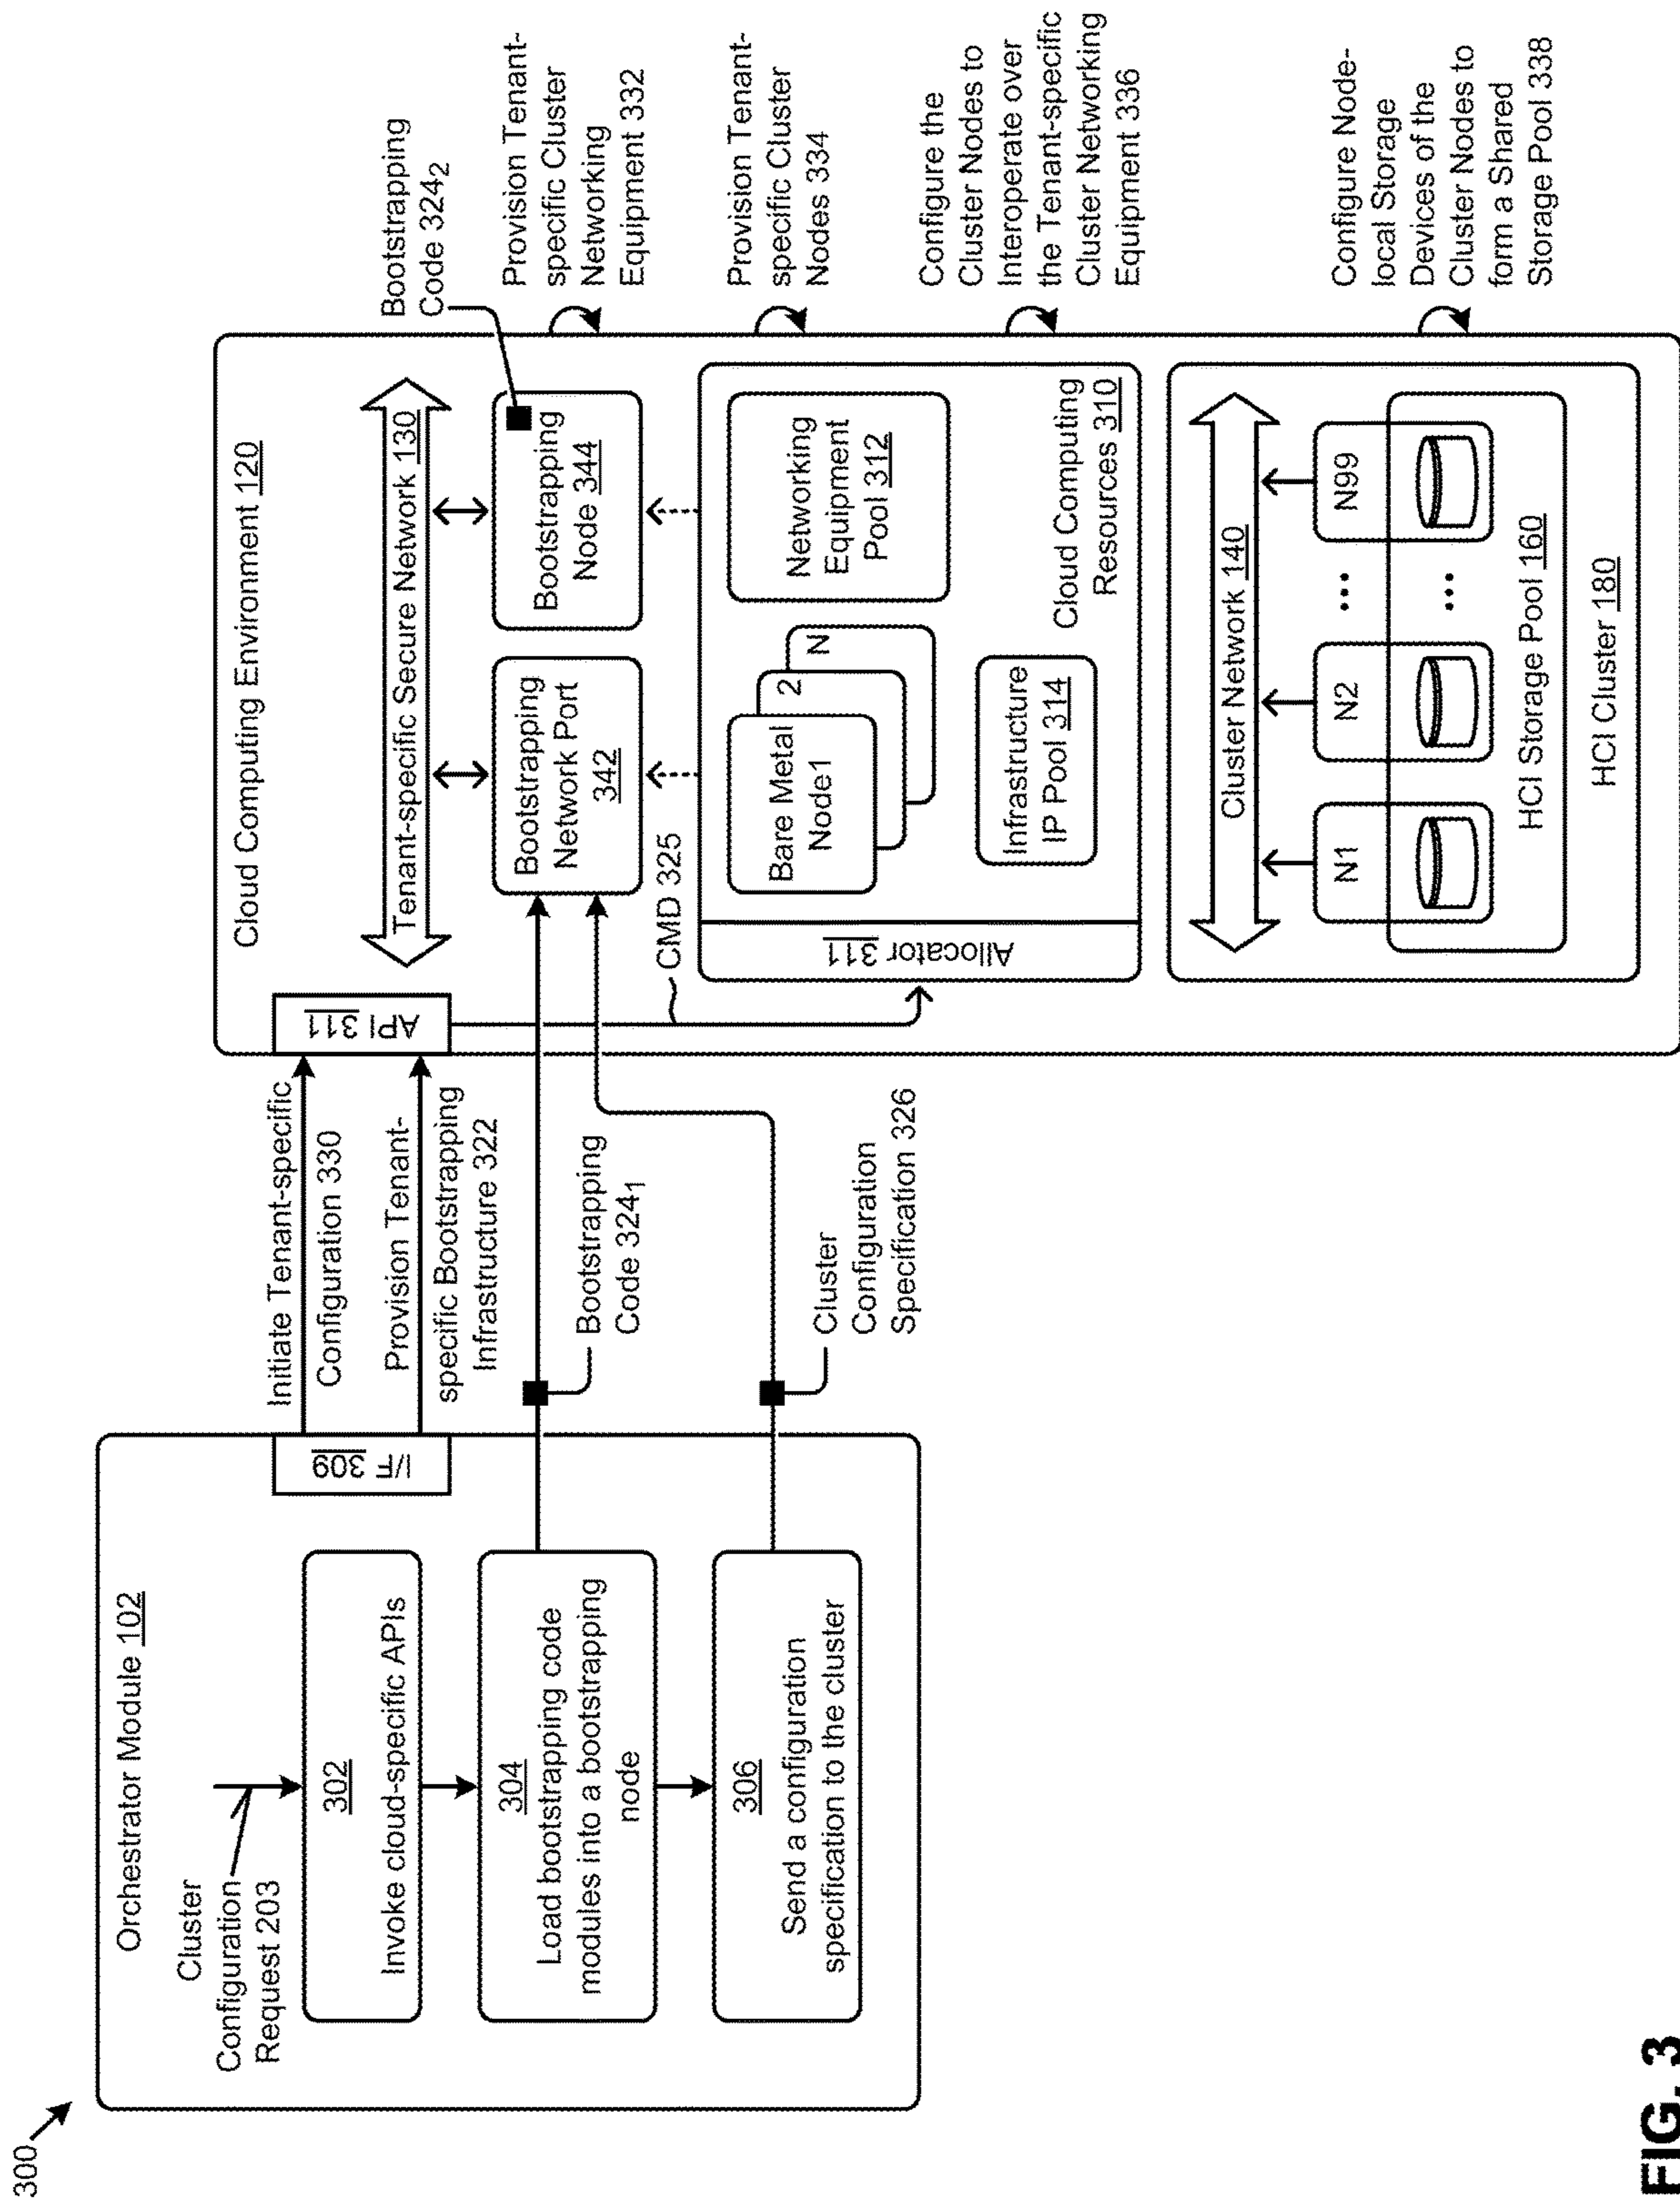 300
Orchestrator Module 102
Cluster
Configuration
Request 203
302
Invoke cloud-specific APIs
304
Load bootstrapping code
modules into a bootstrapping
node
306
Send a configuration
specification to the cluster
I/F 309
Initiate Tenant-specific
Configuration 330
Provision Tenant-
specific Bootstrapping
Infrastructure 322
Bootstrapping
Code 324₁
Cluster
Configuration
Specification 326
Cloud Computing Environment 120
API 311
Tenant-specific Secure Network 130
Bootstrapping
Network Port
342
Bootstrapping
Node 344
CMD 325
Allocator 311
Bare Metal
Node1
2
N
Networking
Equipment
Pool 312
Infrastructure
IP Pool 314
Cloud Computing
Resources 310
Cluster Network 140
N1
N2
...
N99
...
HCI Storage Pool 160
HCI Cluster 180
Bootstrapping
Code 324₂
Provision Tenant-
specific Cluster
Networking
Equipment 332
Provision Tenant-
specific Cluster
Nodes 334
Configure the
Cluster Nodes to
Interoperate over
the Tenant-specific
Cluster Networking
Equipment 336
Configure Node-
local Storage
Devices of the
Cluster Nodes to
form a Shared
Storage Pool 338
FIG. 3